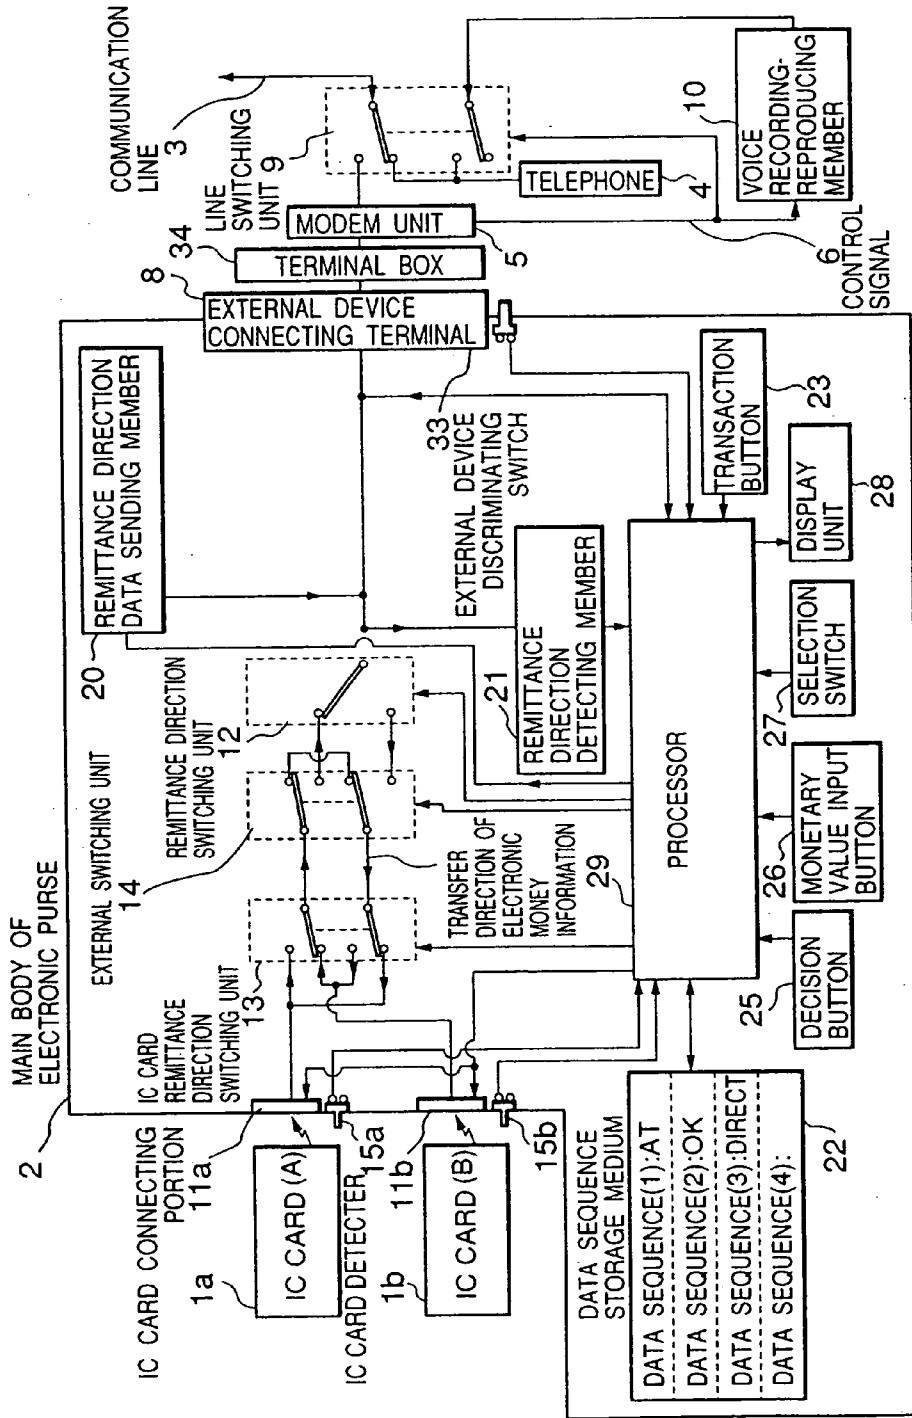 MAIN BODY OF
ELECTRONIC PURSE
2
IC CARD CONNECTING
PORTION
11a
IC CARD
REMITTANCE
DIRECTION
SWITCHING UNIT
13
EXTERNAL SWITCHING UNIT
14
REMITTANCE DIRECTION
SWITCHING UNIT
12
20
REMITTANCE DIRECTION
DATA SENDING MEMBER
8
EXTERNAL DEVICE
CONNECTING TERMINAL
34
TERMINAL BOX
LINE
SWITCHING
UNIT 9
MODEM UNIT
5
COMMUNICATION
LINE
3
TELEPHONE
4
10
VOICE
RECORDING-
REPRODUCING
MEMBER
6
CONTROL
SIGNAL
33
EXTERNAL DEVICE
DISCRIMINATING
SWITCH
21
REMITTANCE
DIRECTION
DETECTING MEMBER
TRANSFER
DIRECTION OF
ELECTRONIC
MONEY
INFORMATION
1a
IC CARD (A)
15a
IC CARD DETECTER
1b
IC CARD (B)
11b
15b
29
PROCESSOR
TRANSACTION
BUTTON
23
DISPLAY
UNIT
28
SELECTION
SWITCH
27
MONETARY
VALUE INPUT
BUTTON
26
DECISION
BUTTON
25
DATA SEQUENCE
STORAGE MEDIUM
DATA SEQUENCE(1):AT
DATA SEQUENCE(2):OK
DATA SEQUENCE(3):DIRECT
DATA SEQUENCE(4):
22